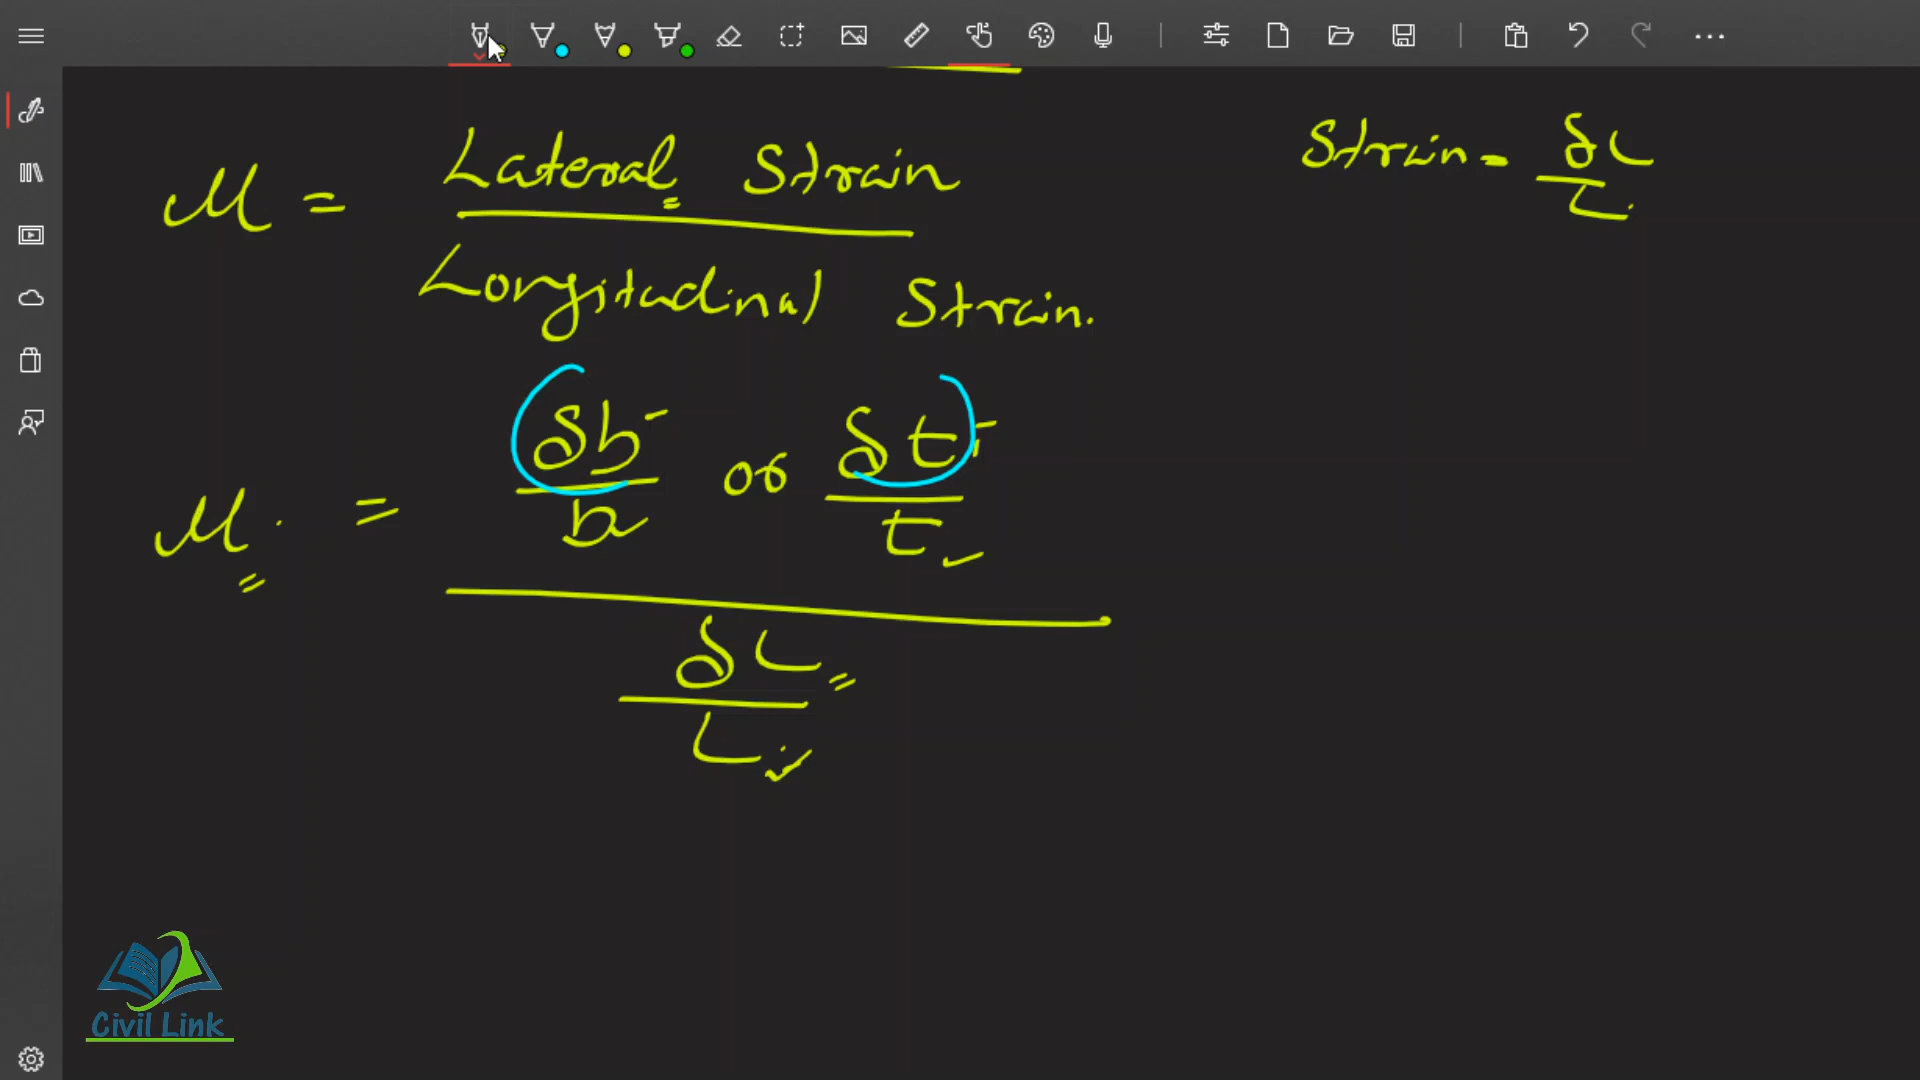 μ = Lateral Strain
Longitudinal Strain.
Strain = δL
L
μ = δb or δt
b t
δL
L
Civil Link